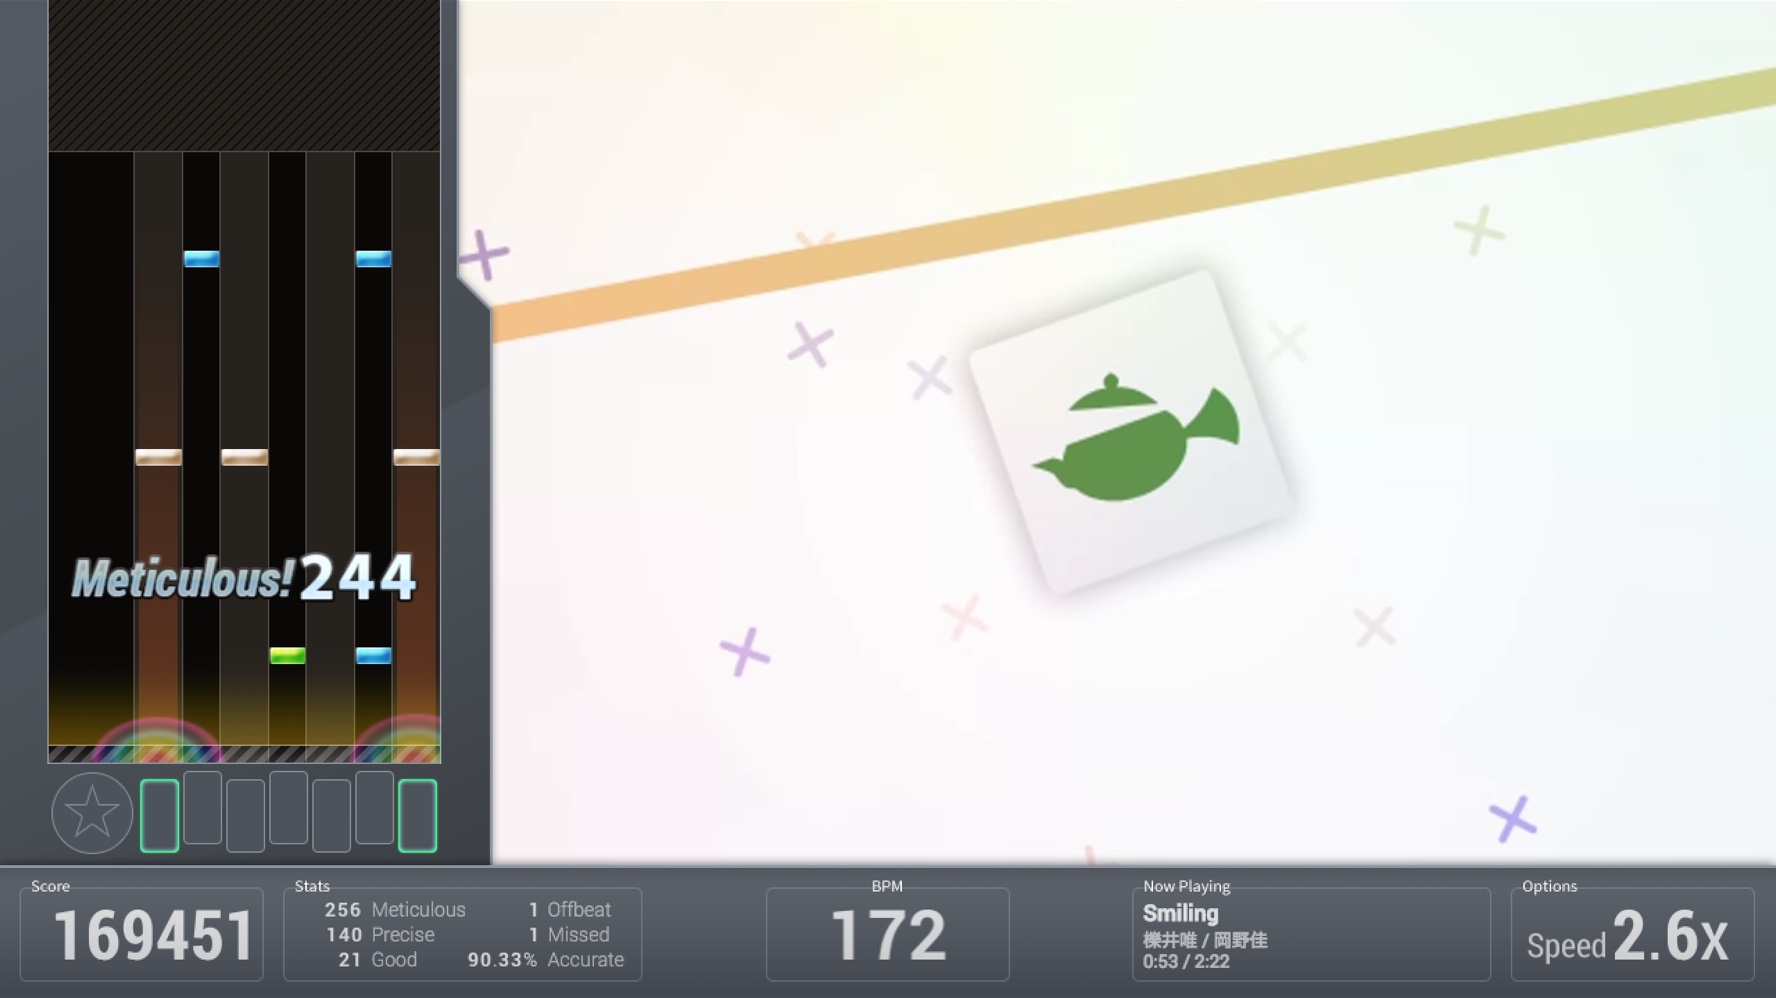 Meticulous! 244
Score
169451
Stats
256 Meticulous
1 Offbeat
140 Precise
1 Missed
21 Good
90.33% Accurate
BPM
172
Now Playing
Smiling
櫟井唯 / 岡野佳
0:53 / 2:22
Options
Speed 2.6x